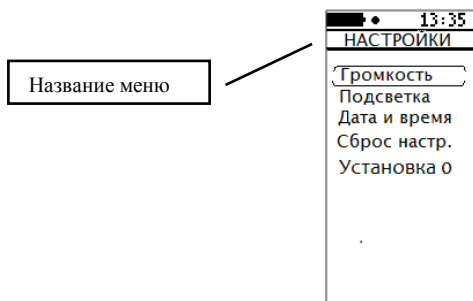 13:35
НАСТРОЙКИ
Название меню
Громкость
Подсветка
Дата и время
Сброс настр.
Установка 0